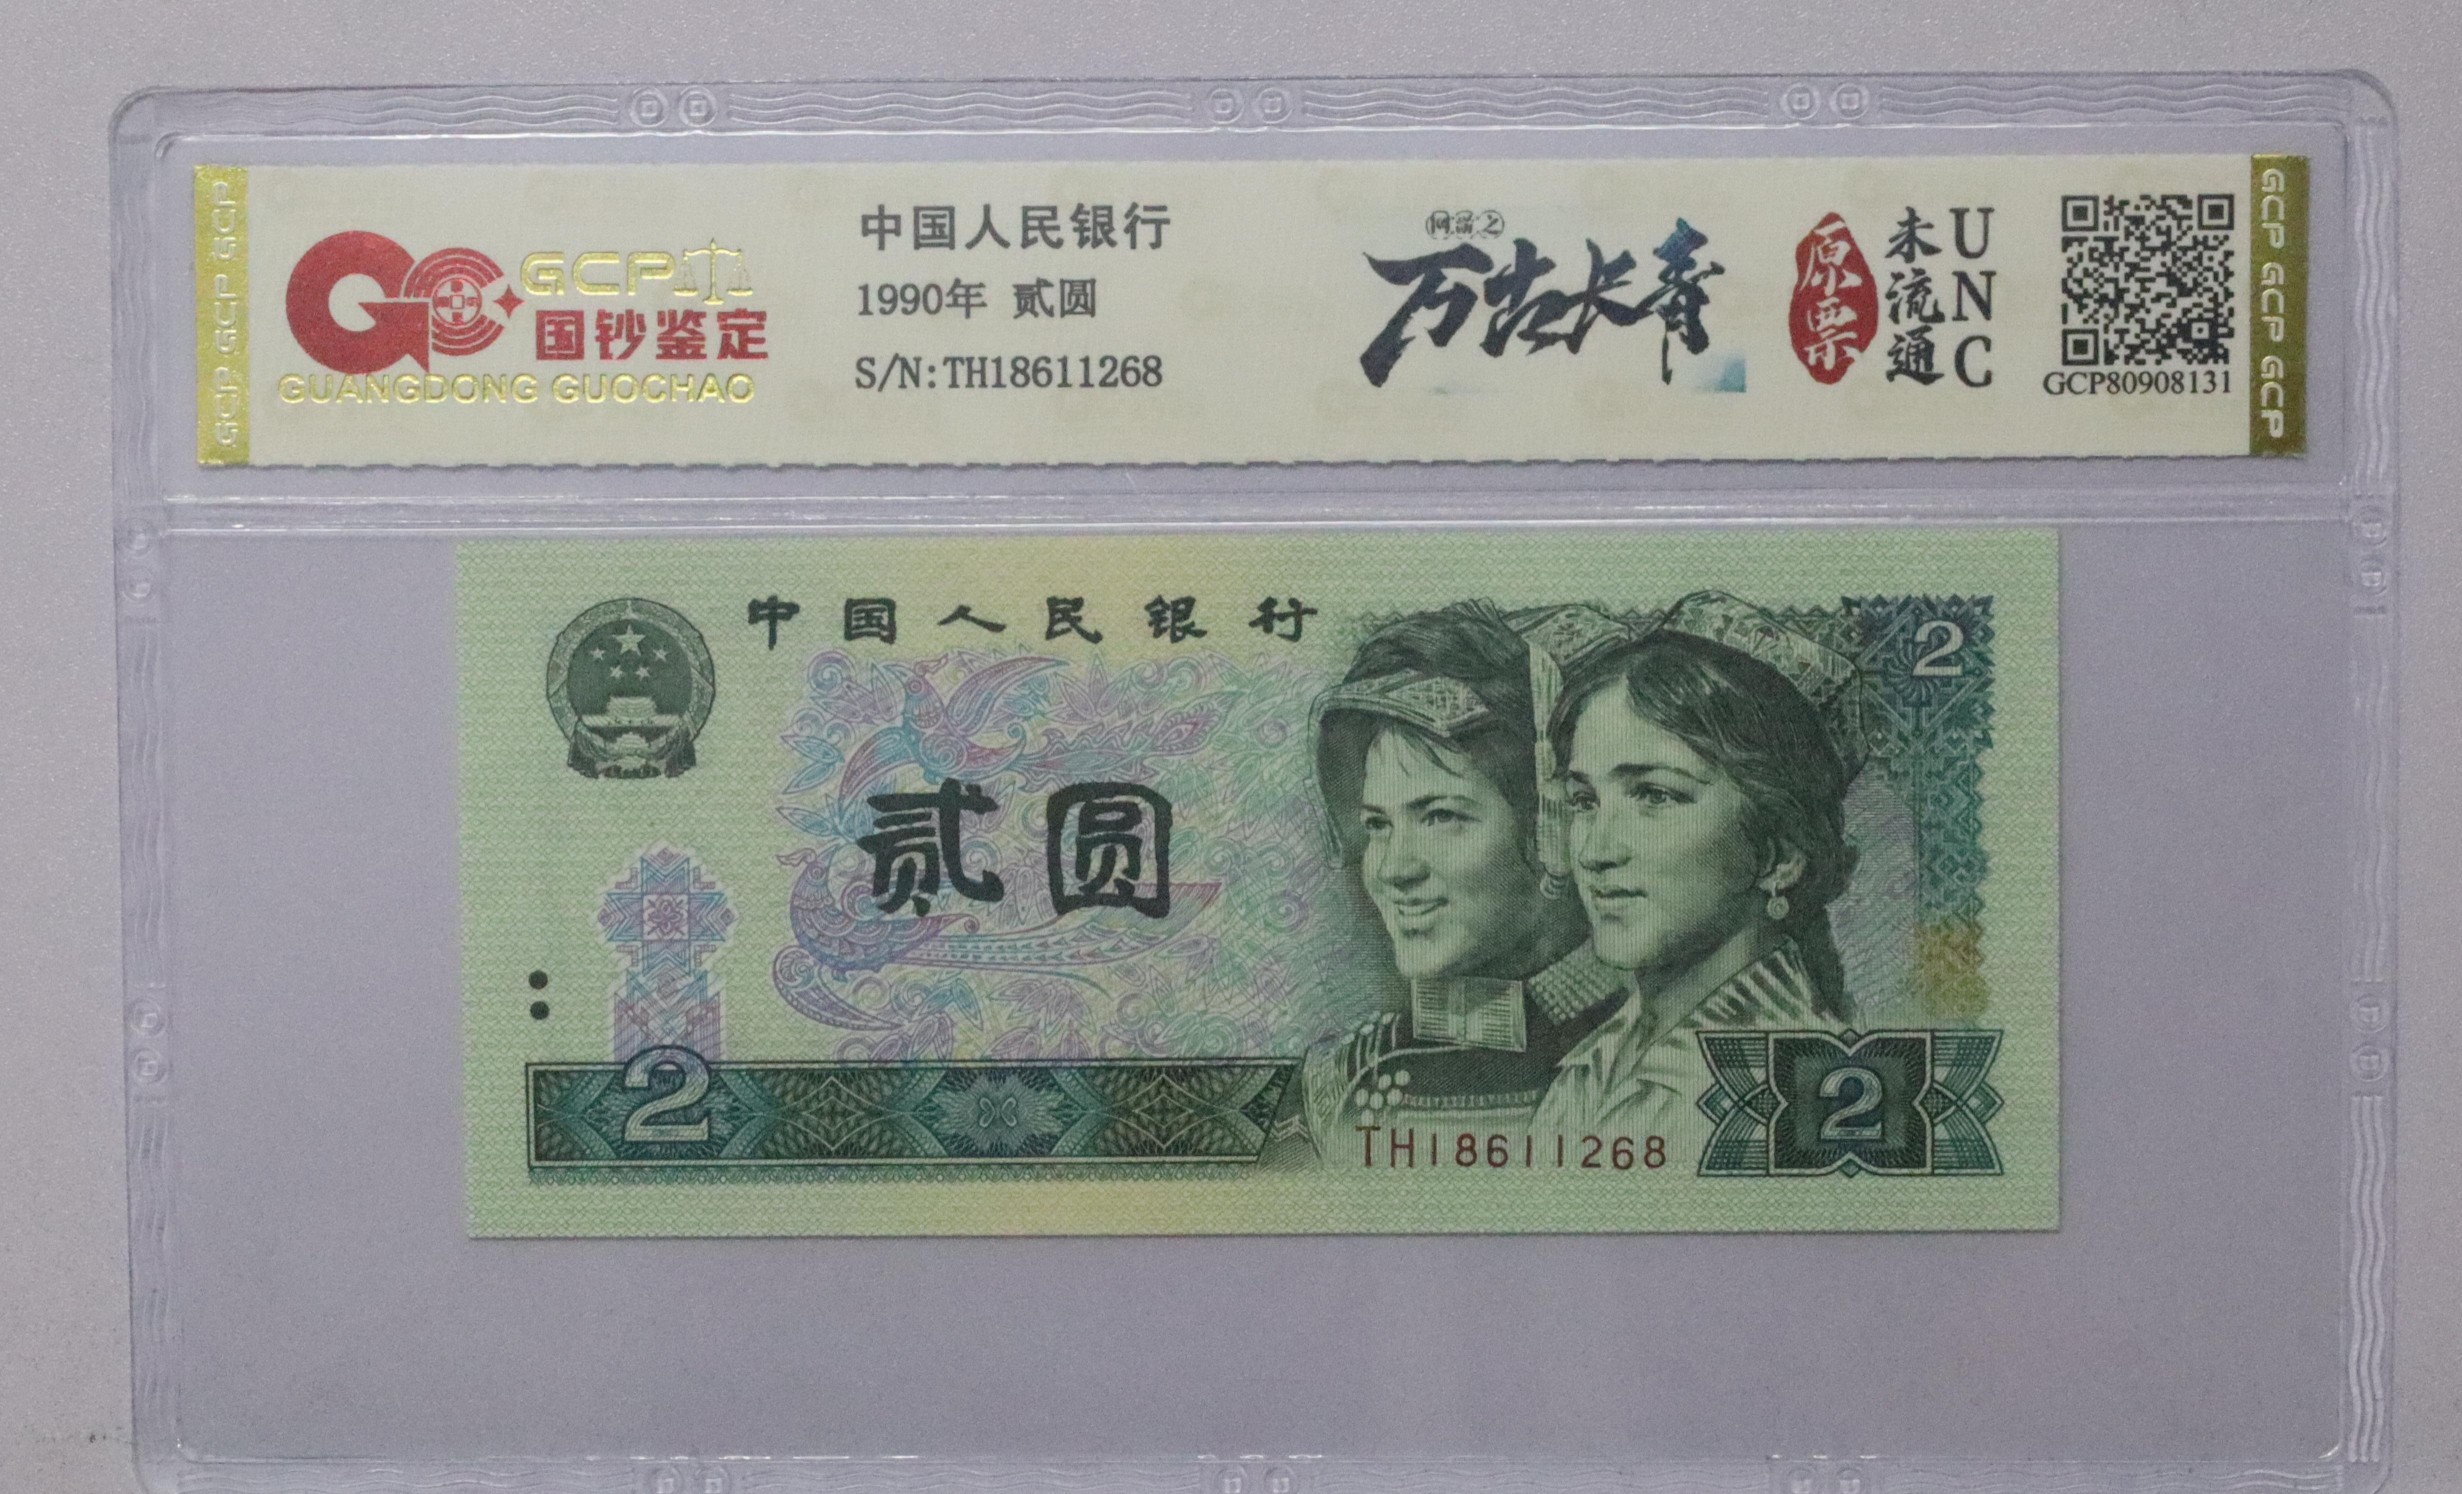 GCP GCP GCP
GCP
国钞鉴定
GUANGDONG GUOCHAO
中国人民银行
1990年 贰圆
S/N:TH18611268
万古长青
原票
未流通
UNC
GCP80908131
GCP GCP GCP
中国人民银行
2
贰圆
2
TH18611268
2